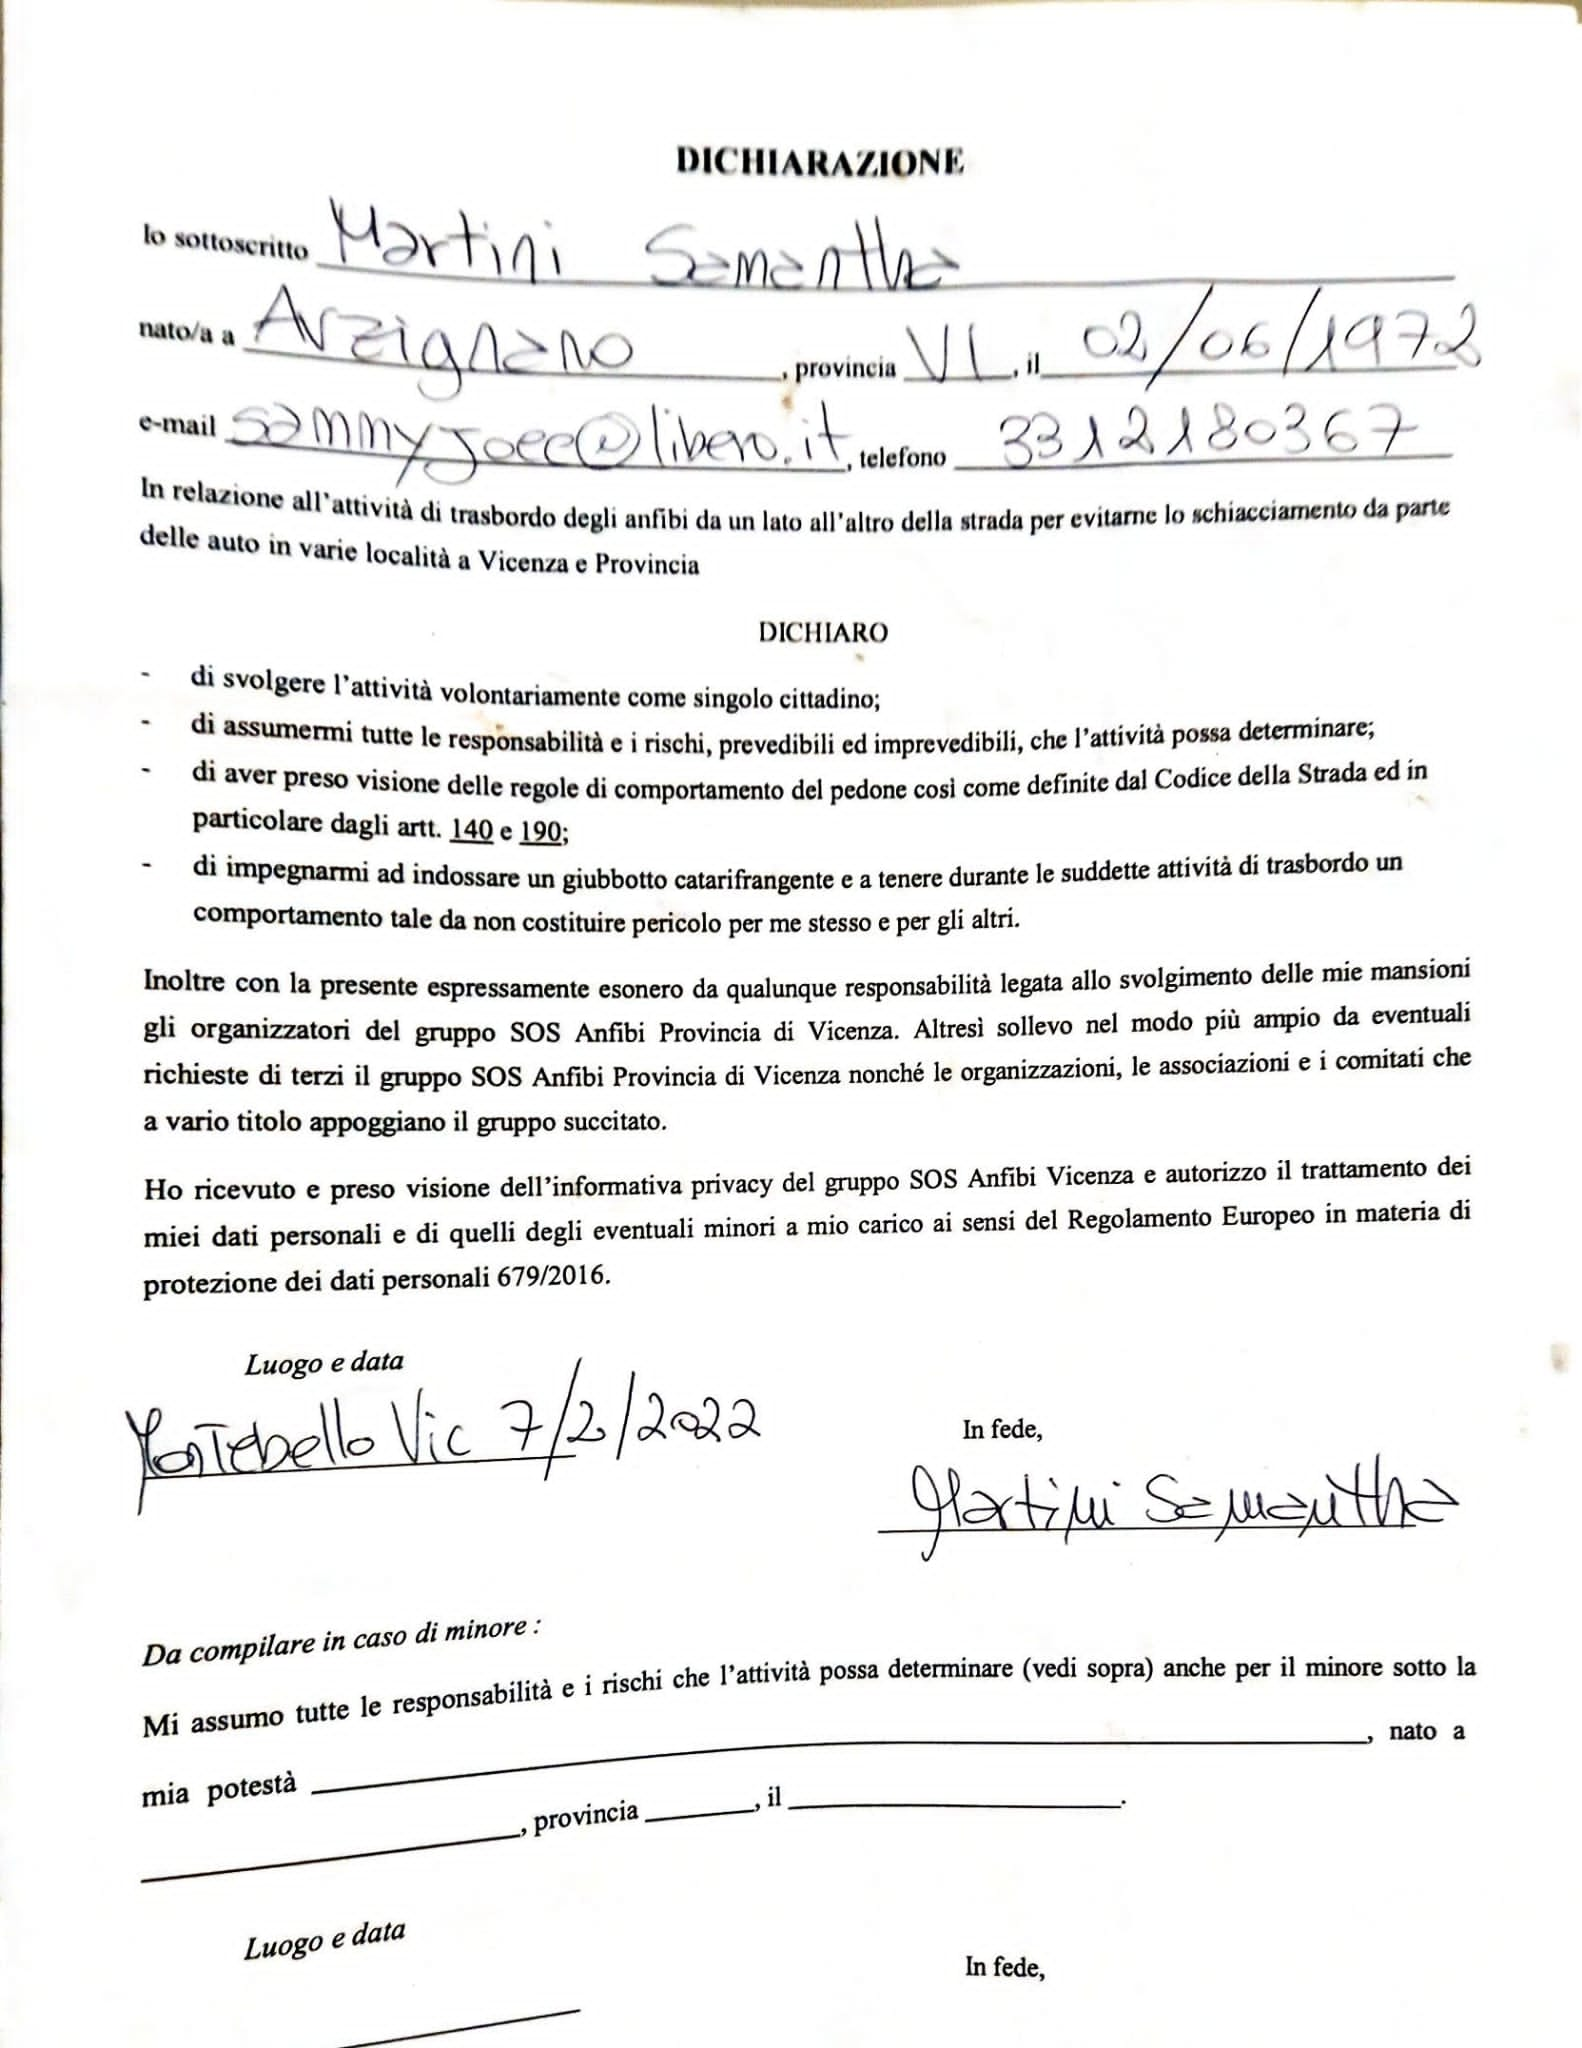 DICHIARAZIONE
Io sottoscritto Martini Samantha
nato/a a Arzignano , provincia VI , il 02/06/1972
e-mail sammyjoec@libero.it , telefono 3312180367
In relazione all'attività di trasbordo degli anfibi da un lato all'altro della strada per evitarne lo schiacciamento da parte
delle auto in varie località a Vicenza e Provincia
DICHIARO
- di svolgere l'attività volontariamente come singolo cittadino;
- di assumermi tutte le responsabilità e i rischi, prevedibili ed imprevedibili, che l'attività possa determinare;
- di aver preso visione delle regole di comportamento del pedone così come definite dal Codice della Strada ed in
particolare dagli artt. 140 e 190;
- di impegnarmi ad indossare un giubbotto catarifrangente e a tenere durante le suddette attività di trasbordo un
comportamento tale da non costituire pericolo per me stesso e per gli altri.
Inoltre con la presente espressamente esonero da qualunque responsabilità legata allo svolgimento delle mie mansioni
gli organizzatori del gruppo SOS Anfibi Provincia di Vicenza. Altresì sollevo nel modo più ampio da eventuali
richieste di terzi il gruppo SOS Anfibi Provincia di Vicenza nonché le organizzazioni, le associazioni e i comitati che
a vario titolo appoggiano il gruppo succitato.
Ho ricevuto e preso visione dell'informativa privacy del gruppo SOS Anfibi Vicenza e autorizzo il trattamento dei
miei dati personali e di quelli degli eventuali minori a mio carico ai sensi del Regolamento Europeo in materia di
protezione dei dati personali 679/2016.
Luogo e data
Montebello Vic 7/2/2022
In fede,
Martini Samantha
Da compilare in caso di minore :
Mi assumo tutte le responsabilità e i rischi che l'attività possa determinare (vedi sopra) anche per il minore sotto la
mia potestà , nato a
, provincia , il .
Luogo e data
In fede,